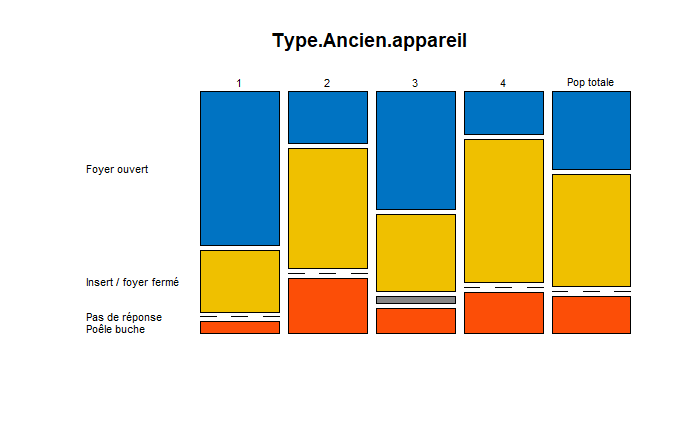 Type.Ancien.appareil
1 2 3 4 Pop totale
Foyer ouvert
Insert / foyer fermé
Pas de réponse
Poêle buche